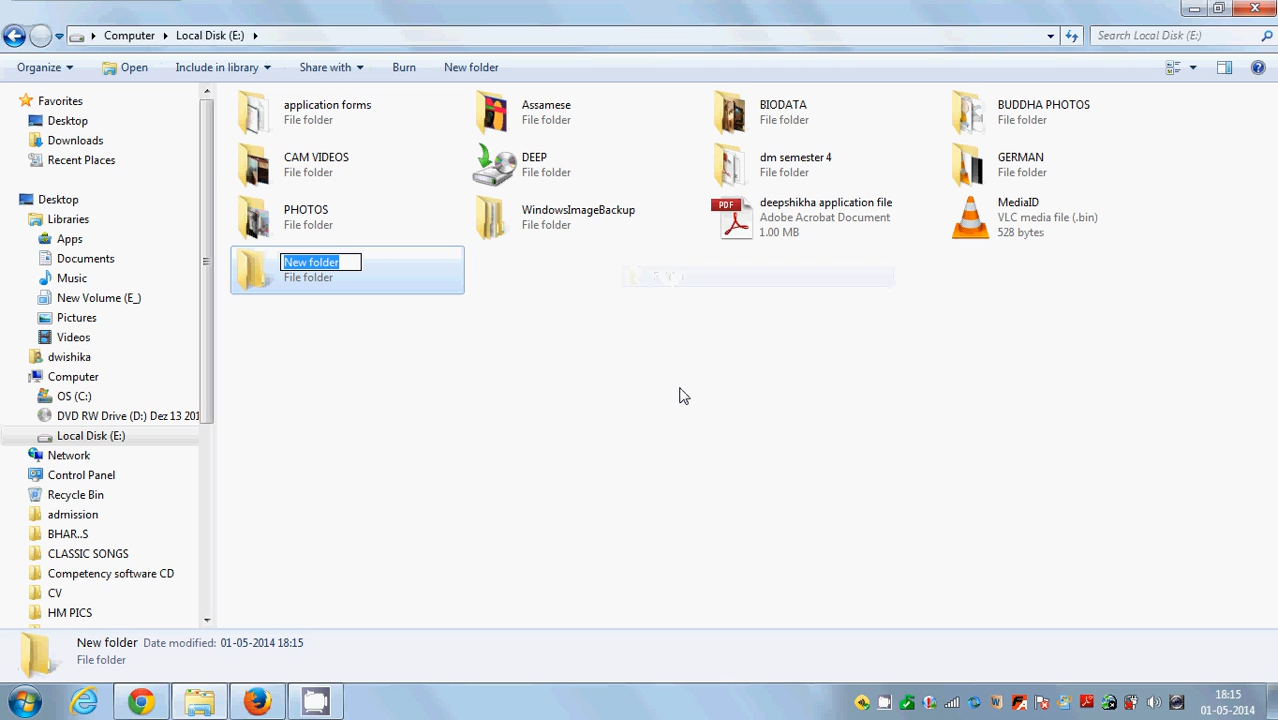 Computer
Local Disk (E:)
Search Local Disk (E:)
Organize
Open
Include in library
Share with
Burn
New folder
Favorites
Desktop
Downloads
Recent Places
Desktop
Libraries
Apps
Documents
Music
New Volume (E_)
Pictures
Videos
dwishika
Computer
OS (C:)
DVD RW Drive (D:) Dez 13 201
Local Disk (E:)
Network
Control Panel
Recycle Bin
admission
BHAR..S
CLASSIC SONGS
Competency software CD
CV
HM PICS
application forms
File folder
Assamese
File folder
BIODATA
File folder
BUDDHA PHOTOS
File folder
CAM VIDEOS
File folder
DEEP
File folder
dm semester 4
File folder
GERMAN
File folder
PHOTOS
File folder
WindowsImageBackup
File folder
PDF
deepshikha application file
Adobe Acrobat Document
1.00 MB
MediaID
VLC media file (.bin)
528 bytes
New folder
File folder
New folder Date modified: 01-05-2014 18:15
File folder
18:15
01-05-2014